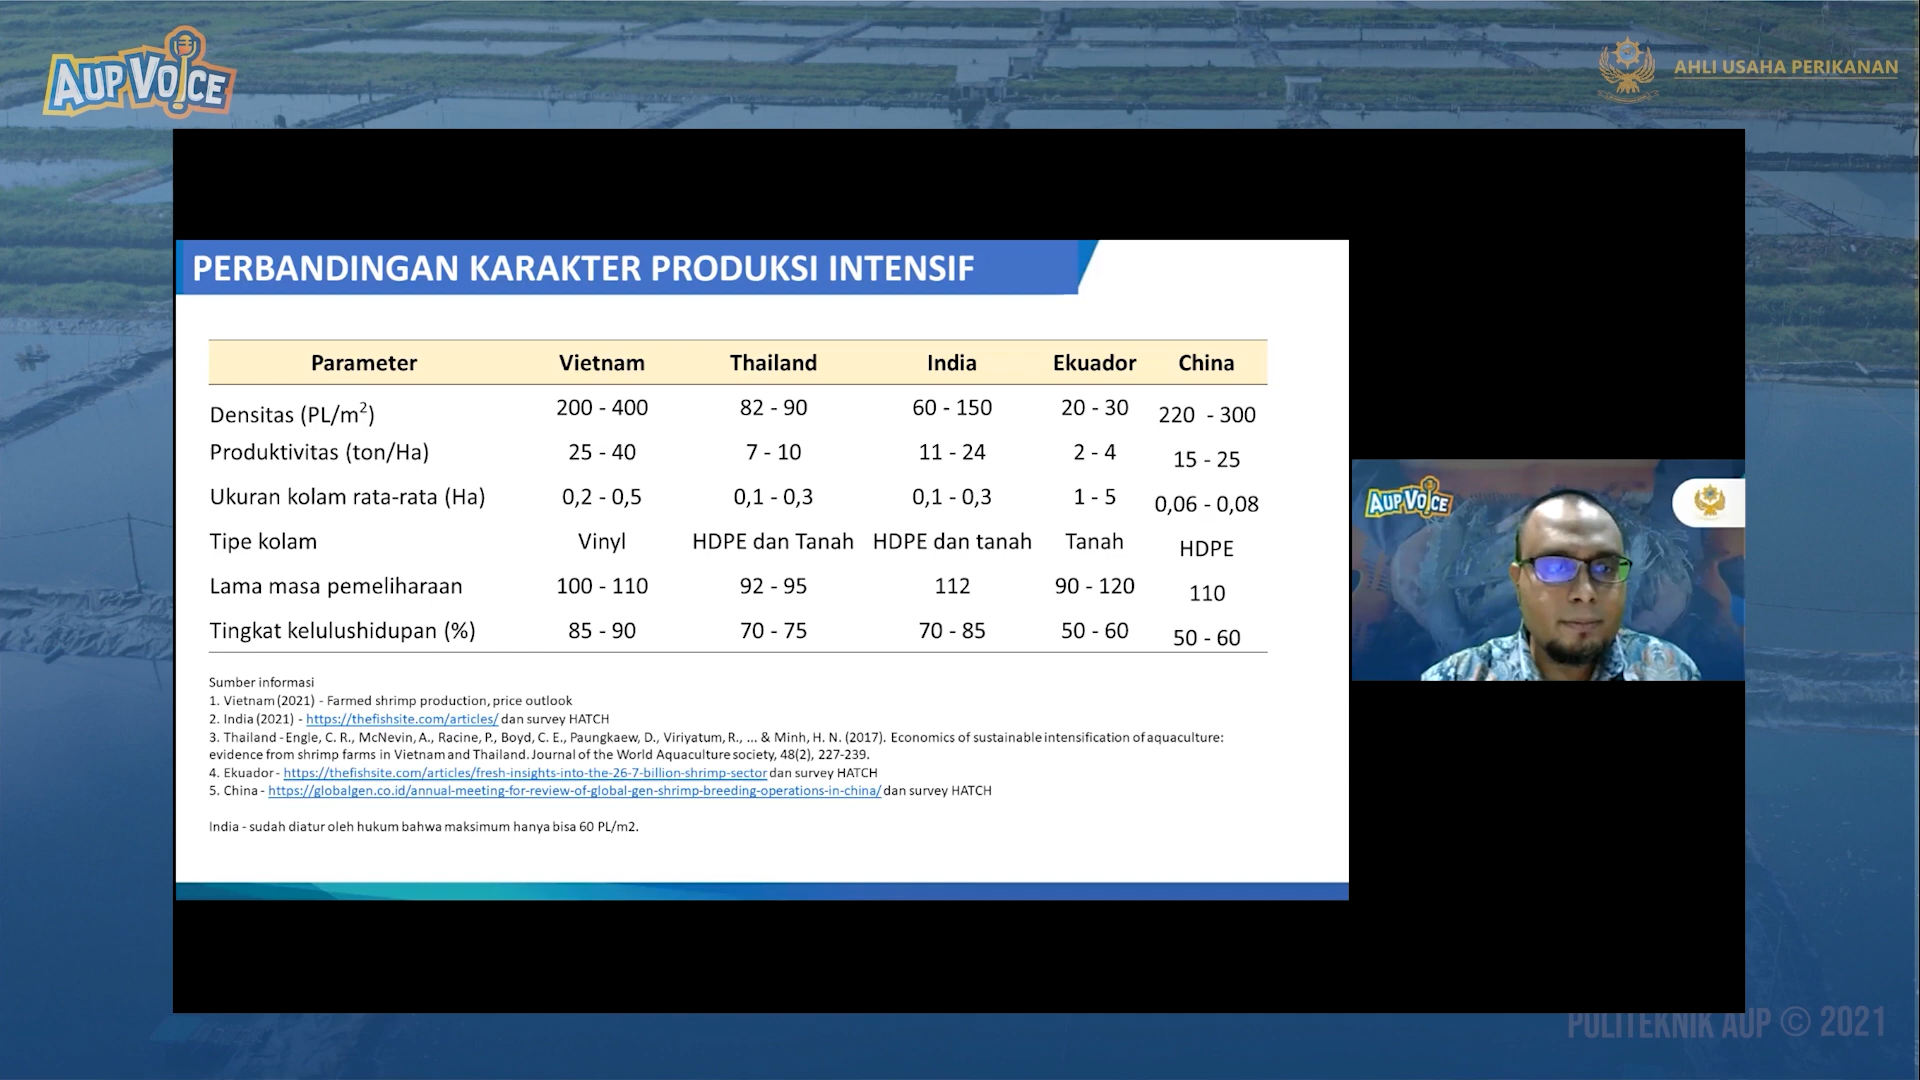 AUP VOICE
AHLI USAHA PERIKANAN
PERBANDINGAN KARAKTER PRODUKSI INTENSIF
Parameter Vietnam Thailand India Ekuador China
Densitas (PL/m²) 200 - 400 82 - 90 60 - 150 20 - 30 220 - 300
Produktivitas (ton/Ha) 25 - 40 7 - 10 11 - 24 2 - 4 15 - 25
Ukuran kolam rata-rata (Ha) 0,2 - 0,5 0,1 - 0,3 0,1 - 0,3 1 - 5 0,06 - 0,08
Tipe kolam Vinyl HDPE dan Tanah HDPE dan tanah Tanah HDPE
Lama masa pemeliharaan 100 - 110 92 - 95 112 90 - 120 110
Tingkat kelulushidupan (%) 85 - 90 70 - 75 70 - 85 50 - 60 50 - 60
Sumber informasi
1. Vietnam (2021) - Farmed shrimp production, price outlook
2. India (2021) - https://thefishsite.com/articles/ dan survey HATCH
3. Thailand - Engle, C. R., McNevin, A., Racine, P., Boyd, C. E., Paungkaew, D., Viriyatum, R., ... & Minh, H. N. (2017). Economics of sustainable intensification of aquaculture:
evidence from shrimp farms in Vietnam and Thailand. Journal of the World Aquaculture society, 48(2), 227-239.
4. Ekuador - https://thefishsite.com/articles/fresh-insights-into-the-26-7-billion-shrimp-sector dan survey HATCH
5. China - https://globalgen.co.id/annual-meeting-for-review-of-global-gen-shrimp-breeding-operations-in-china/ dan survey HATCH
India - sudah diatur oleh hukum bahwa maksimum hanya bisa 60 PL/m2.
AUP VOICE
POLITEKNIK AUP © 2021